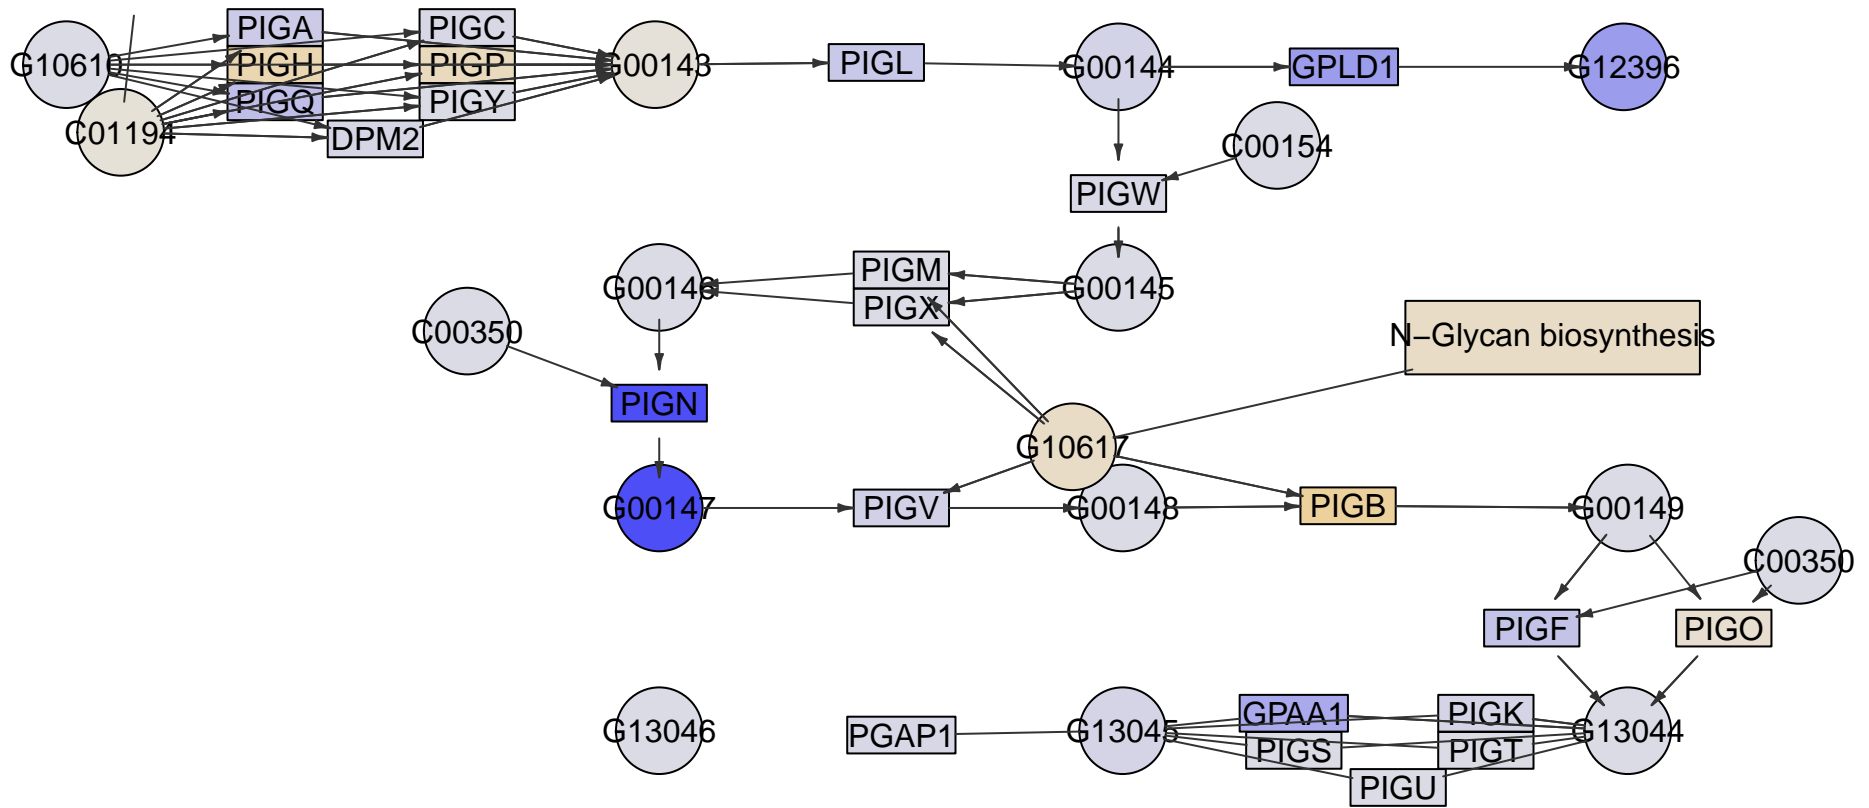 PIGA
PIGC
G10610
PIGH
PIGP
G00143
PIGL
G00144
GPLD1
G12396
PIGQ
PIGY
C01194
DPM2
C00154
PIGW
PIGM
G00146
G00145
PIGX
C00350
N−Glycan biosynthesis
PIGN
G10617
G00147
PIGV
G00148
PIGB
G00149
C00350
PIGF
PIGO
GPAA1
PIGK
G13046
PGAP1
G13045
G13044
PIGS
PIGT
PIGU